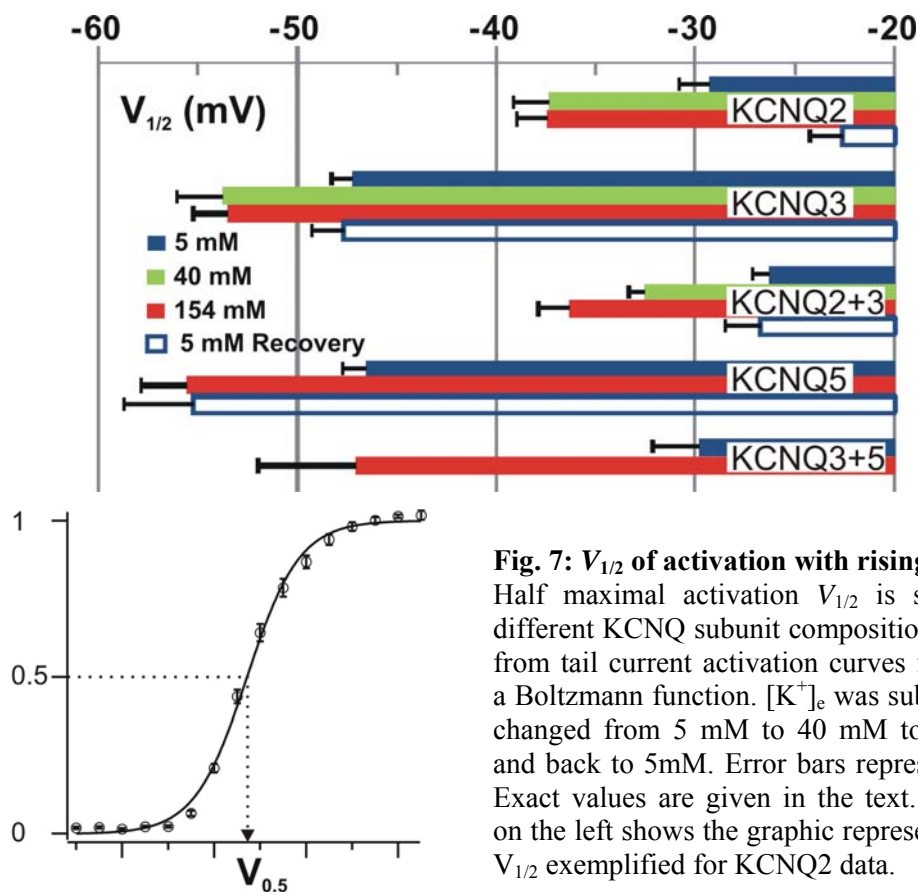 -60 -50 -40 -30 -20
V1/2 (mV)
KCNQ2
KCNQ3
5 mM
40 mM
154 mM
5 mM Recovery
KCNQ2+3
KCNQ5
KCNQ3+5
1
0.5
0
V0.5
Fig. 7: V1/2 of activation with rising
Half maximal activation V1/2 is
different KCNQ subunit
from tail current activation curves
a Boltzmann function. [K+]e was
changed from 5 mM to 40 mM to
and back to 5mM. Error bars
Exact values are given in the text.
on the left shows the graphic
V1/2 exemplified for KCNQ2 data.